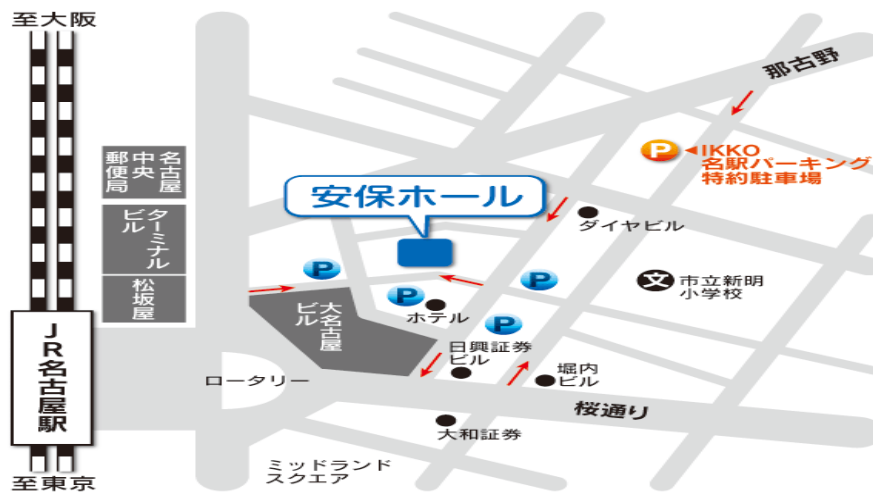 至大阪
那古野
P
IKKO
名駅パーキング
特約駐車場
名古屋
中央
郵便局
安保ホール
ターミナル
ビル
ダイヤビル
P
P
文
市立新明
小学校
松坂屋
P
大名古屋
ビル
ホテル
P
JR名古屋駅
日興証券
ビル
堀内
ビル
ロータリー
桜通り
大和証券
ミッドランド
スクエア
至東京